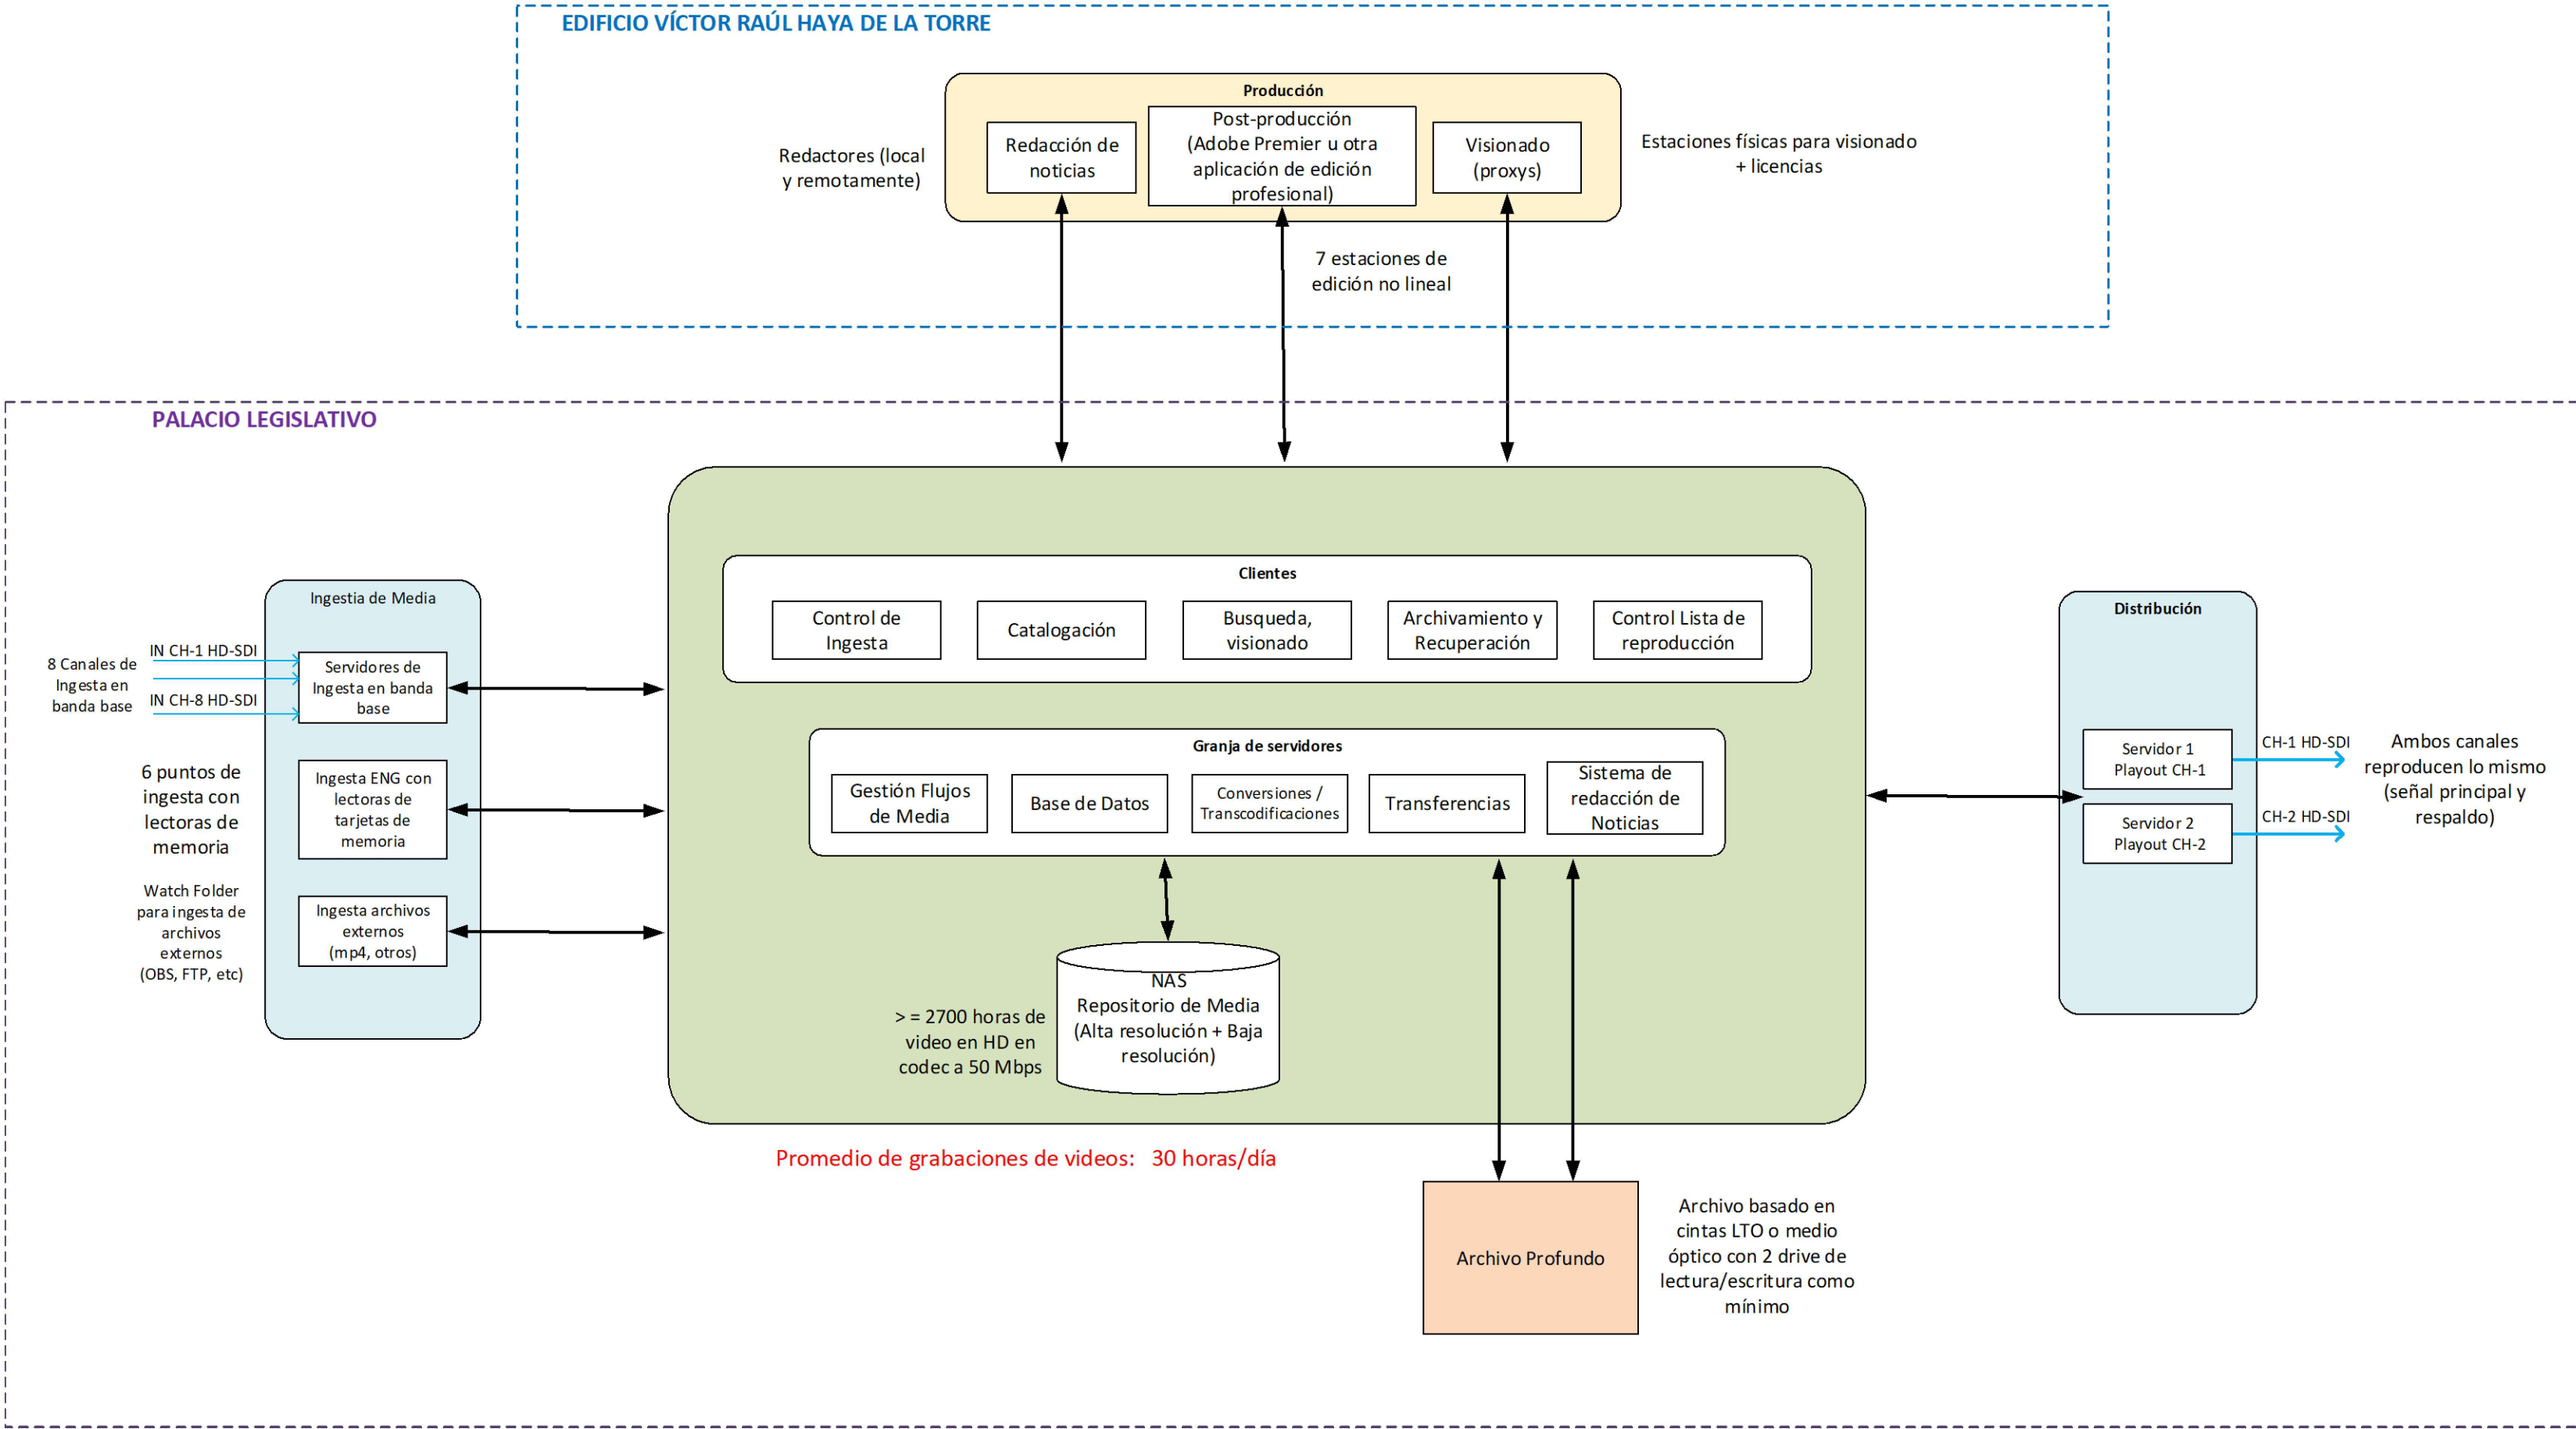 EDIFICIO VÍCTOR RAÚL HAYA DE LA TORRE
Producción
Redactores (local
y remotamente)
Redacción de
noticias
Post-producción
(Adobe Premier u otra
aplicación de edición
profesional)
Visionado
(proxys)
Estaciones físicas para visionado
+ licencias
7 estaciones de
edición no lineal
PALACIO LEGISLATIVO
Clientes
Control de
Ingesta
Catalogación
Busqueda,
visionado
Archivamiento y
Recuperación
Control Lista de
reproducción
Ingestia de Media
8 Canales de
Ingesta en
banda base
IN CH-1 HD-SDI
IN CH-8 HD-SDI
Servidores de
Ingesta en banda
base
6 puntos de
ingesta con
lectoras de
memoria
Ingesta ENG con
lectoras de
tarjetas de
memoria
Watch Folder
para ingesta de
archivos
externos
(OBS, FTP, etc)
Ingesta archivos
externos
(mp4, otros)
Granja de servidores
Gestión Flujos
de Media
Base de Datos
Conversiones /
Transcodificaciones
Transferencias
Sistema de
redacción de
Noticias
> = 2700 horas de
video en HD en
codec a 50 Mbps
NAS
Repositorio de Media
(Alta resolución + Baja
resolución)
Distribución
Servidor 1
Playout CH-1
CH-1 HD-SDI
Servidor 2
Playout CH-2
CH-2 HD-SDI
Ambos canales
reproducen lo mismo
(señal principal y
respaldo)
Promedio de grabaciones de videos: 30 horas/día
Archivo Profundo
Archivo basado en
cintas LTO o medio
óptico con 2 drive de
lectura/escritura como
mínimo